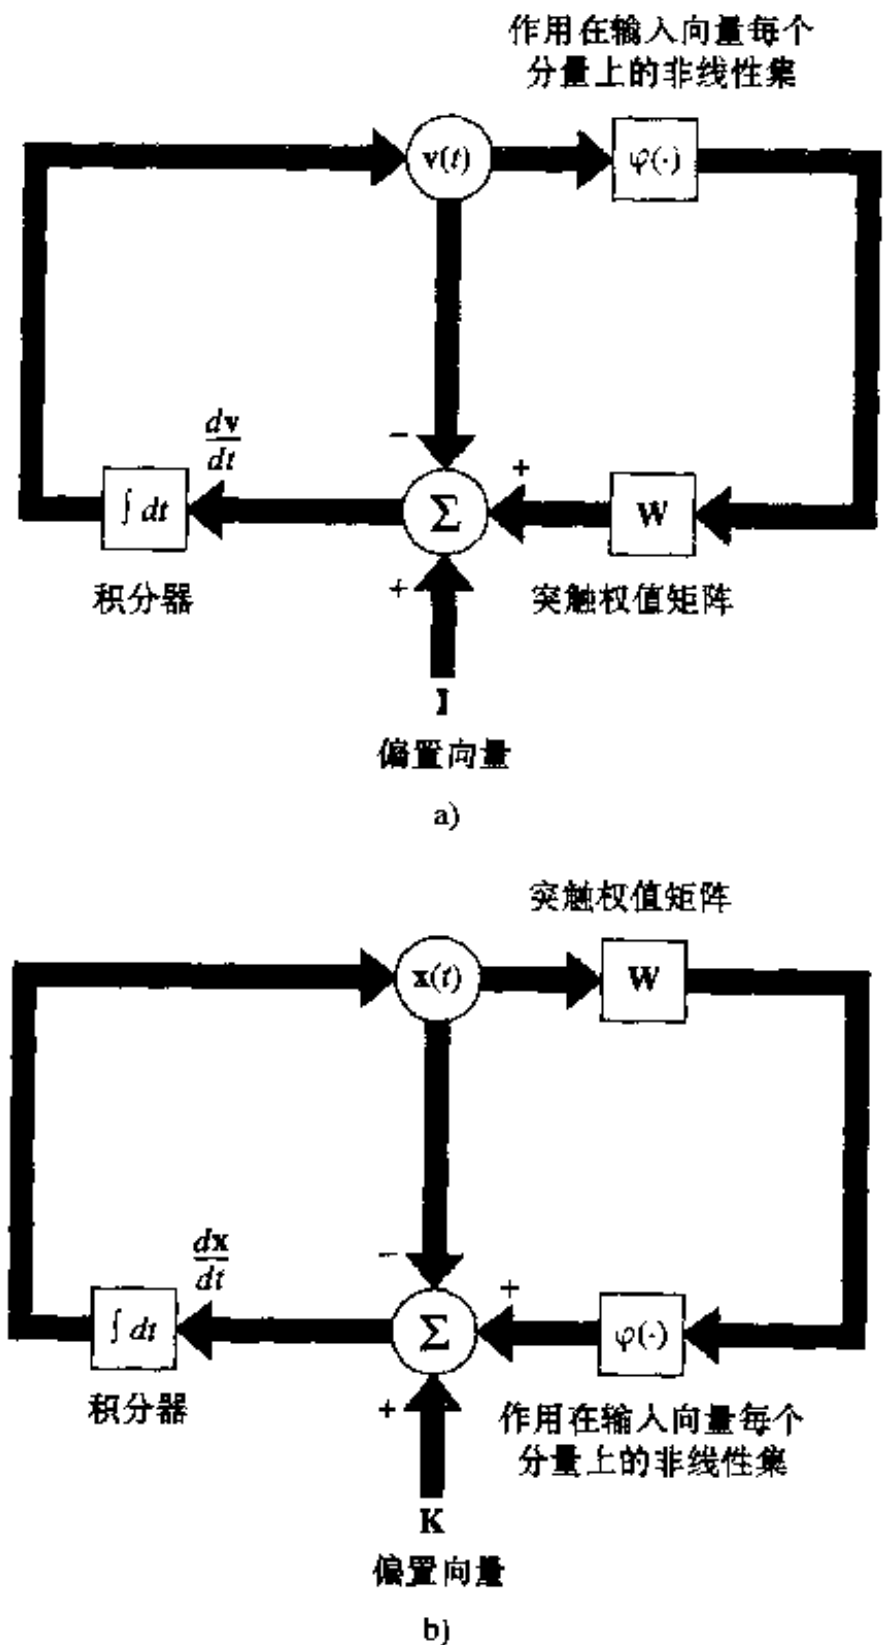 作用在输入向量每个
分量上的非线性集
v(t)
φ(·)
dv
dt
−
+
∫ dt
Σ
W
积分器
+
突触权值矩阵
I
偏置向量
a)
突触权值矩阵
x(t)
W
dx
dt
−
+
∫ dt
Σ
φ(·)
积分器
+
作用在输入向量每个
分量上的非线性集
K
偏置向量
b)